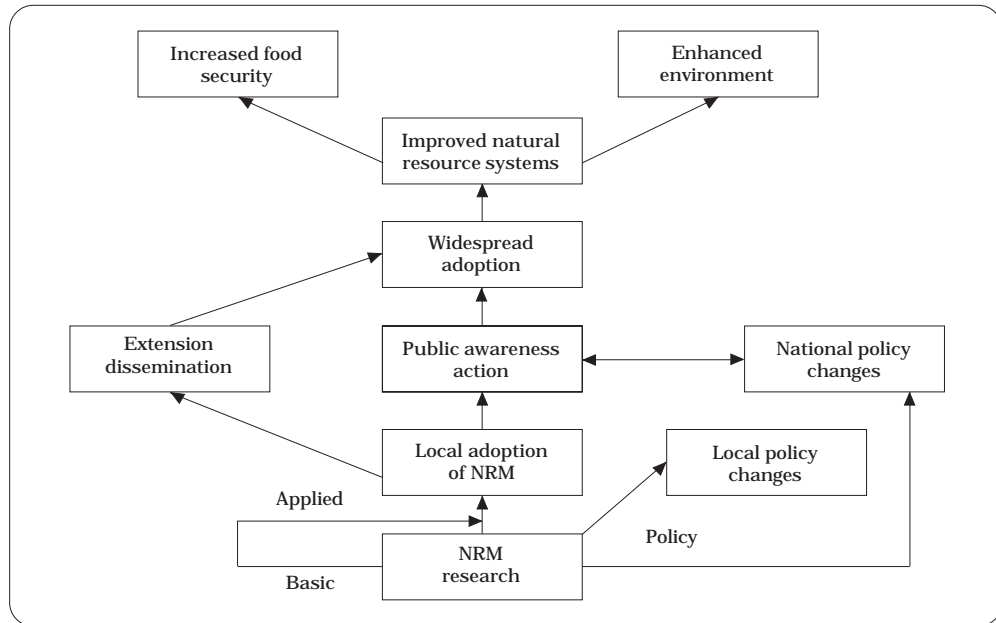 Increased food
security
Enhanced
environment
Improved natural
resource systems
Widespread
adoption
Extension
dissemination
Public awareness
action
National policy
changes
Local adoption
of NRM
Local policy
changes
Applied
Policy
NRM
research
Basic